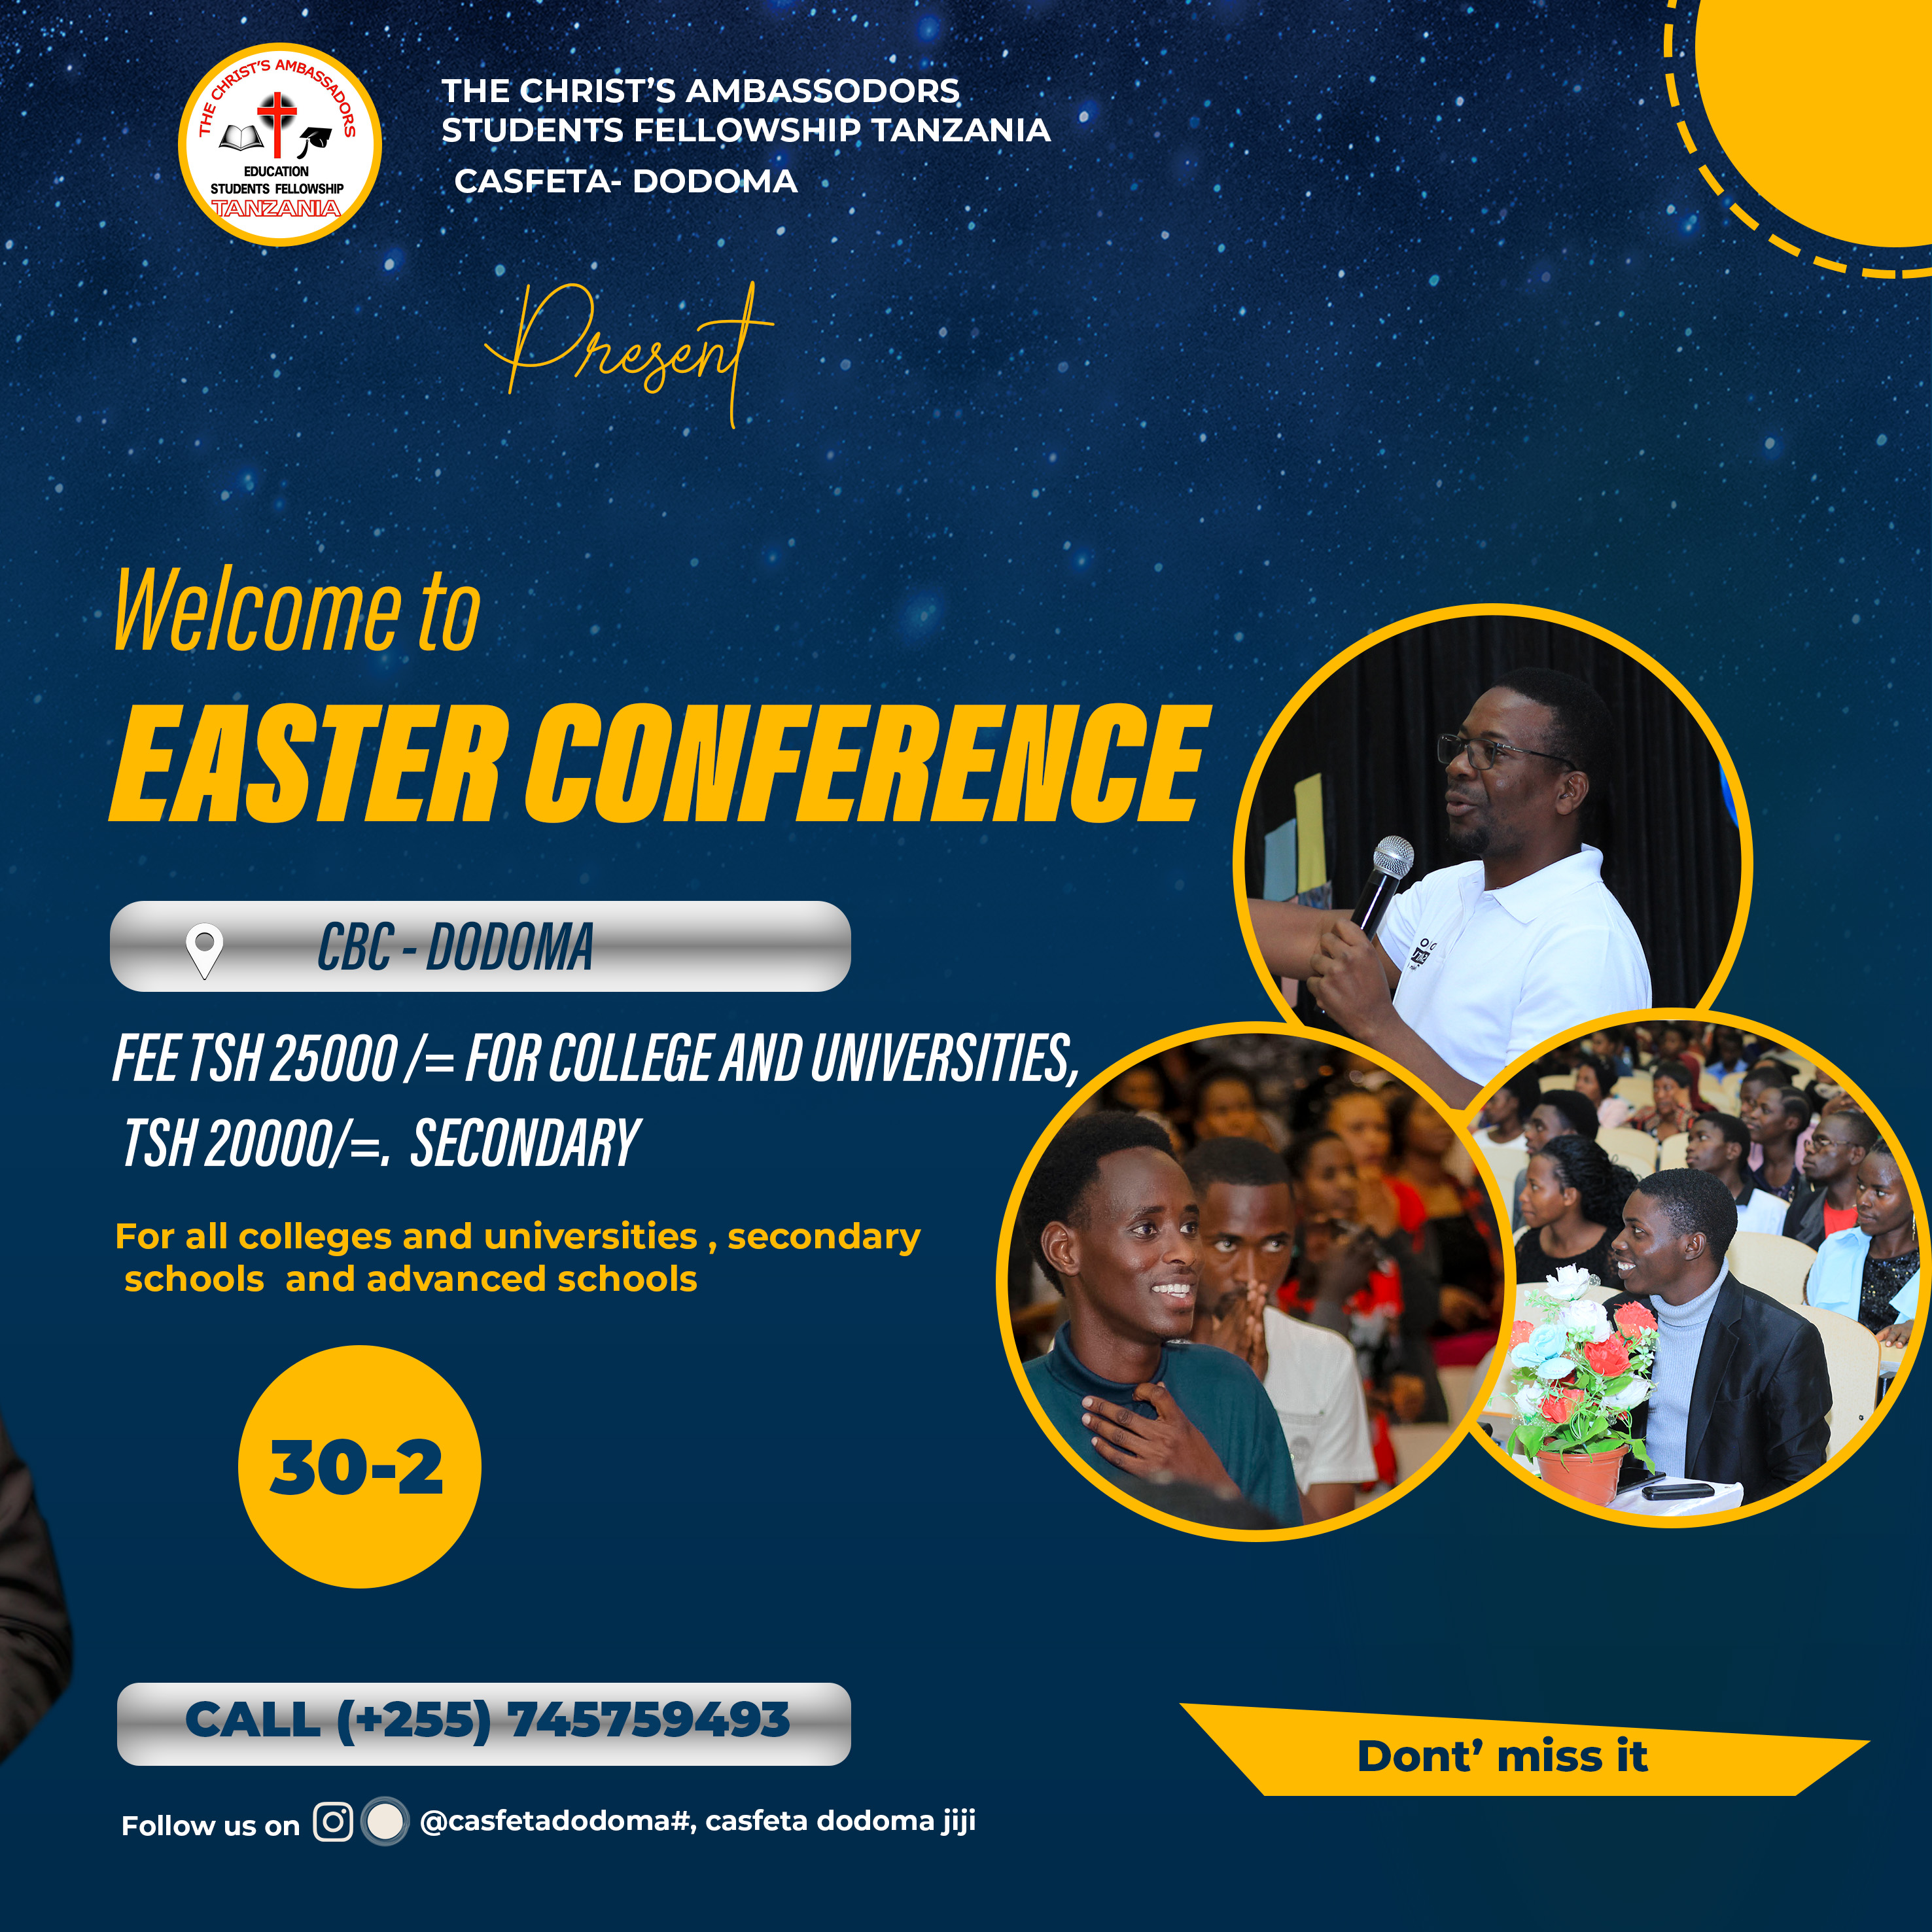 THE CHRIST'S AMBASSADORS
EDUCATION
STUDENTS FELLOWSHIP
TANZANIA
THE CHRIST’S AMBASSODORS
STUDENTS FELLOWSHIP TANZANIA
CASFETA- DODOMA
Present
Welcome to
EASTER CONFERENCE
CBC - DODOMA
FEE TSH 25000 /= FOR COLLEGE AND UNIVERSITIES,
TSH 20000/=. SECONDARY
For all colleges and universities , secondary
schools and advanced schools
30-2
CALL (+255) 745759493
Dont’ miss it
Follow us on @casfetadodoma#, casfeta dodoma jiji